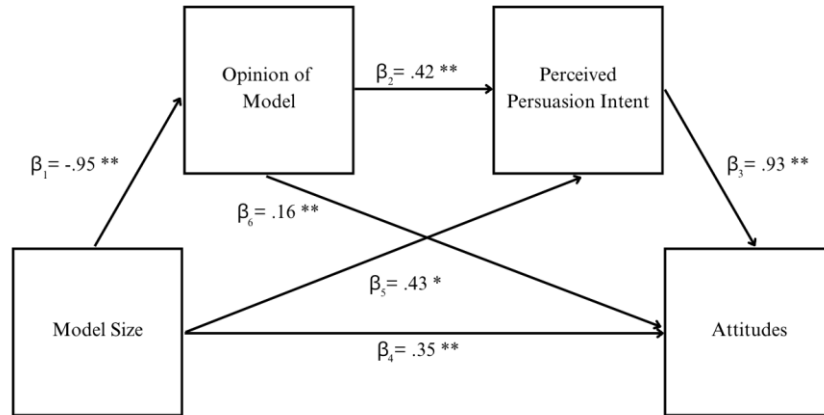 Opinion of
Model
β2= .42 **
Perceived
Persuasion Intent
β1= -.95 **
β3= .93 **
β6= .16 **
β5= .43 *
Model Size
β4= .35 **
Attitudes